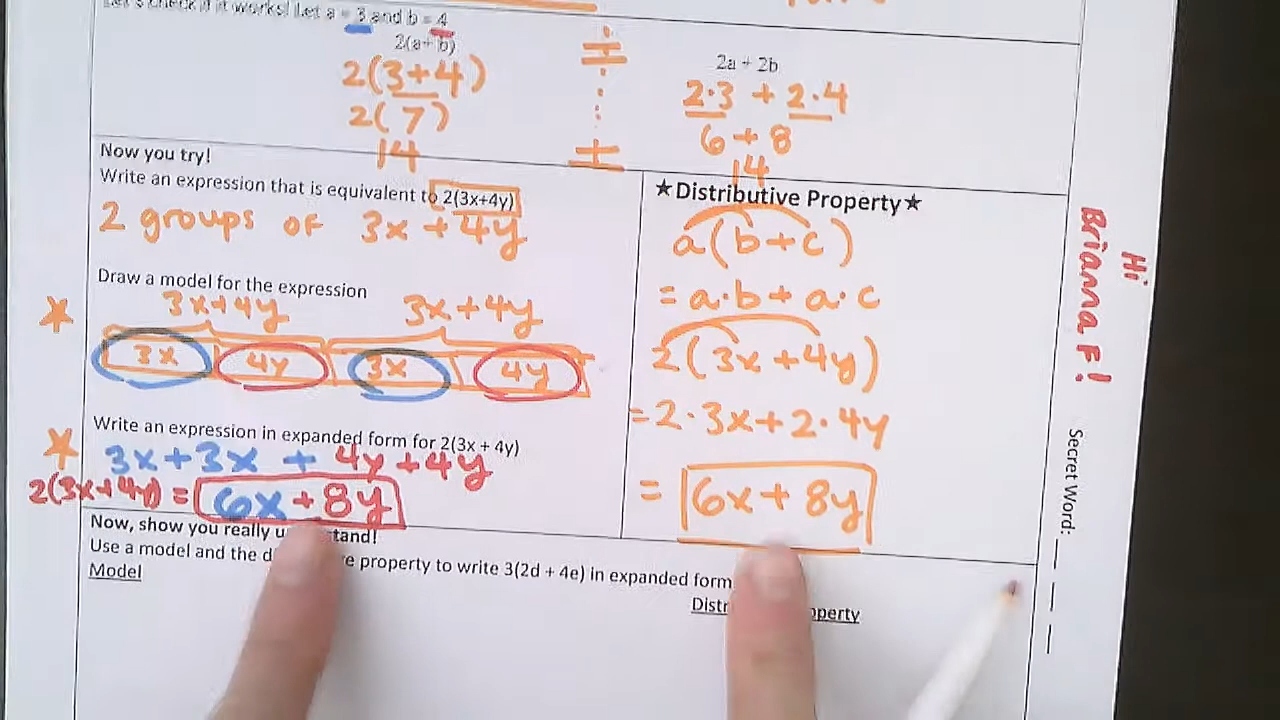 Let's check if it works! Let a = 3 and b = 4
2(a+ b)
2(3+4)
2(7)
14
2a + 2b
2·3 + 2·4
6 + 8
14
Now you try!
Write an expression that is equivalent to 2(3x+4y)
2 groups of 3x + 4y
Draw a model for the expression
3x+4y 3x+4y
3x 4y 3x 4y
Write an expression in expanded form for 2(3x + 4y)
3x+3x + 4y+4y
2(3x+4y) = 6x+8y
★Distributive Property★
a(b+c)
= a·b + a·c
2(3x+4y)
=2·3x+2·4y
= 6x+8y
Now, show you really stand!
Use a model and the property to write 3(2d + 4e) in expanded form
Model
Hi
Brianna F!
Secret Word: _ _ _ _